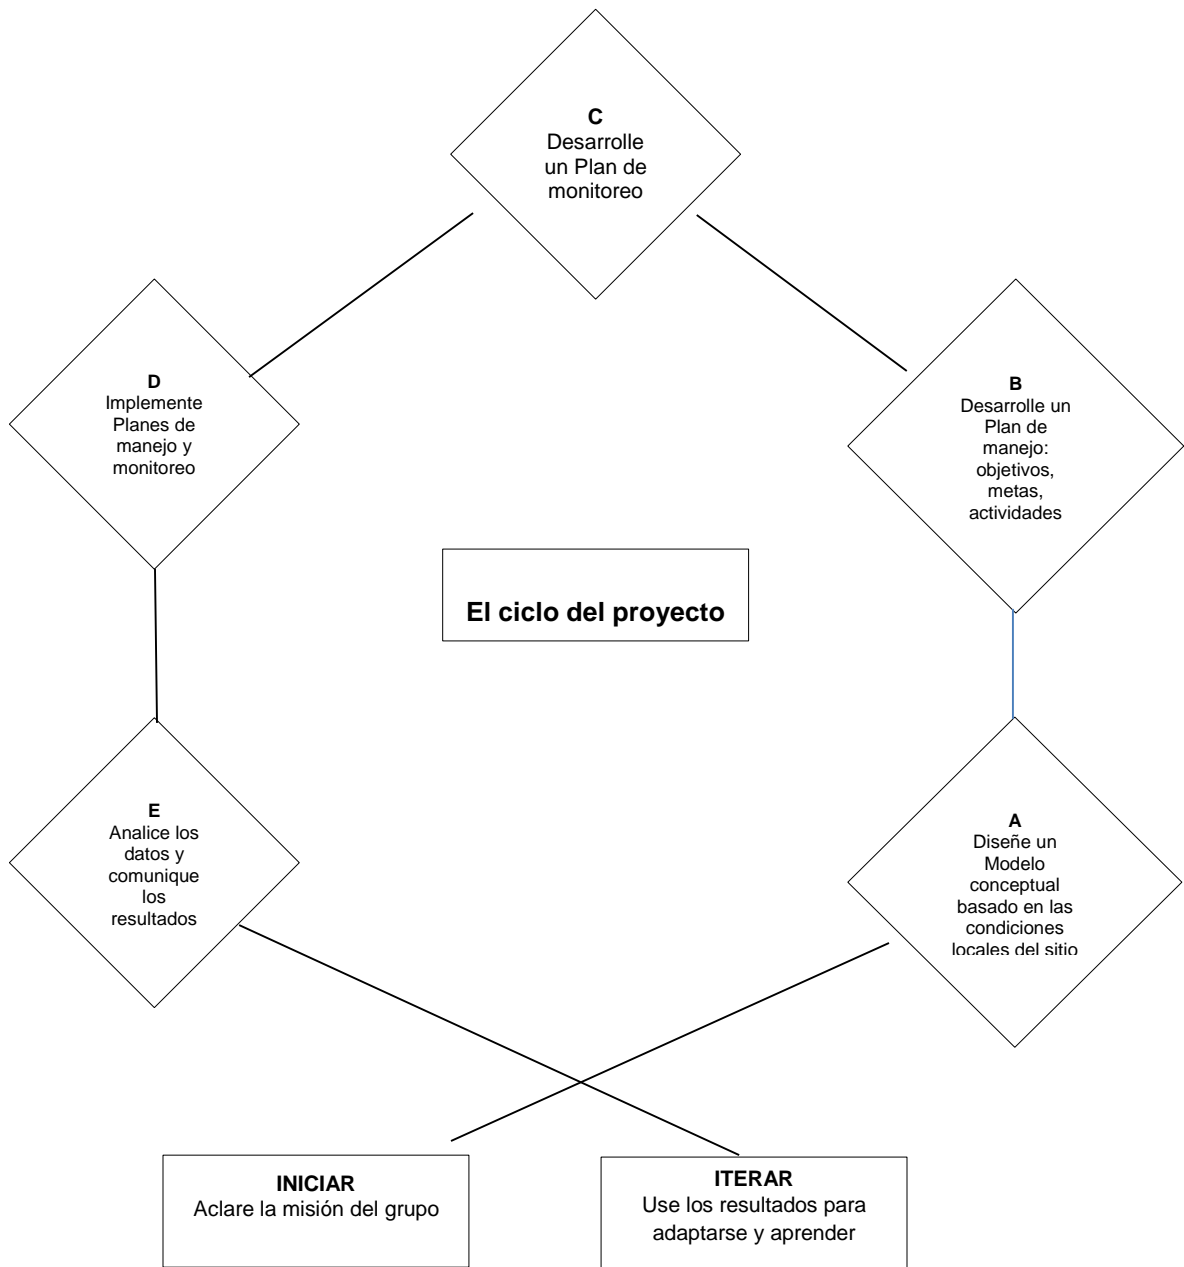 C
Desarrolle
un Plan de
monitoreo
D
Implemente
Planes de
manejo y
monitoreo
B
Desarrolle un
Plan de
manejo:
objetivos,
metas,
actividades
El ciclo del proyecto
E
Analice los
datos y
comunique
los
resultados
A
Diseñe un
Modelo
conceptual
basado en las
condiciones
locales del sitio
INICIAR
Aclare la misión del grupo
ITERAR
Use los resultados para
adaptarse y aprender